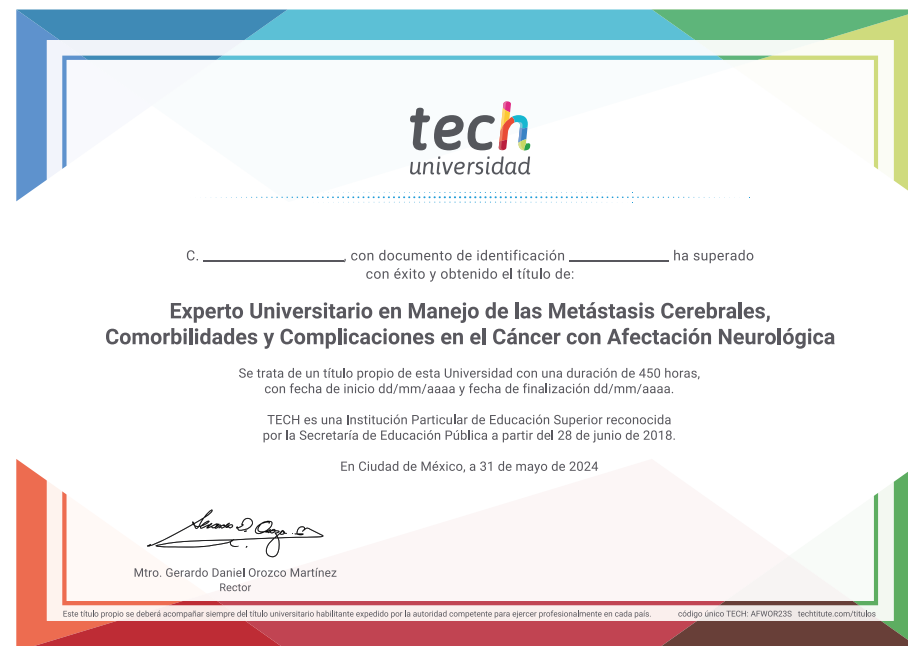 tech
universidad
C. ____________________, con documento de identificación ______________ ha superado
con éxito y obtenido el título de:
Experto Universitario en Manejo de las Metástasis Cerebrales,
Comorbilidades y Complicaciones en el Cáncer con Afectación Neurológica
Se trata de un título propio de esta Universidad con una duración de 450 horas,
con fecha de inicio dd/mm/aaaa y fecha de finalización dd/mm/aaaa.
TECH es una Institución Particular de Educación Superior reconocida
por la Secretaría de Educación Pública a partir del 28 de junio de 2018.
En Ciudad de México, a 31 de mayo de 2024
Mtro. Gerardo Daniel Orozco Martínez
Rector
Este título propio se deberá acompañar siempre del título universitario habilitante expedido por la autoridad competente para ejercer profesionalmente en cada país. código único TECH: AFWOR23S techtitute.com/titulos